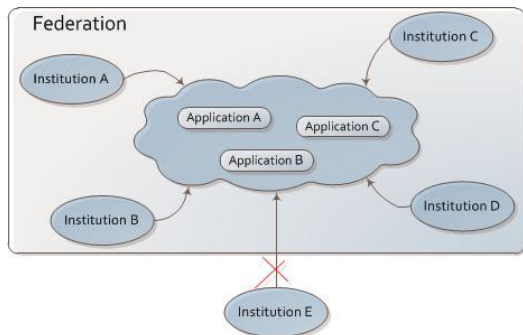 Federation
Institution C
Institution A
Application A
Application C
Application B
Institution B
Institution D
Institution E